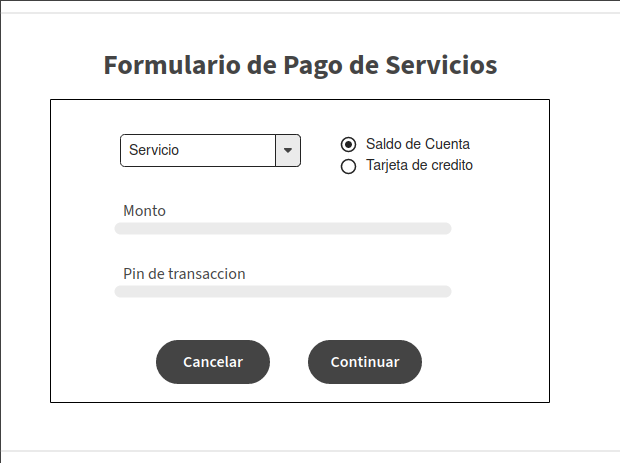 Formulario de Pago de Servicios
Servicio
Saldo de Cuenta
Tarjeta de credito
Monto
Pin de transaccion
Cancelar
Continuar